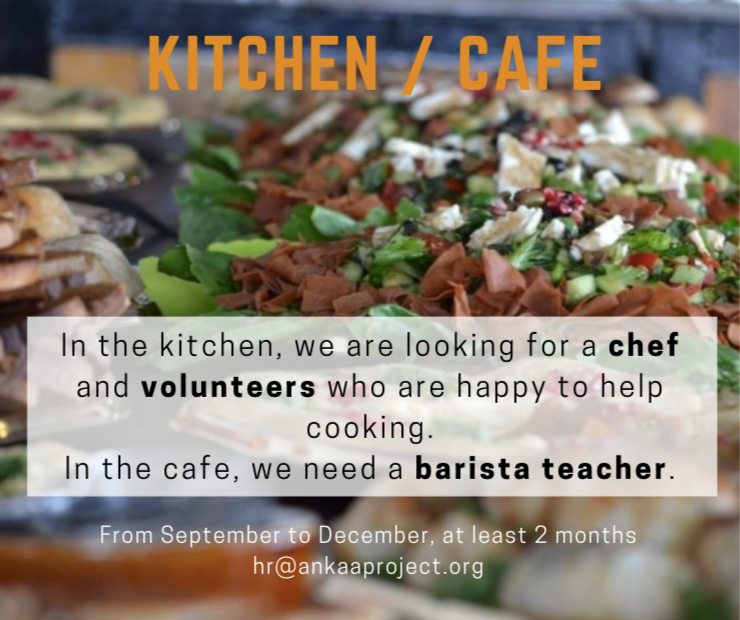 KITCHEN / CAFE
In the kitchen, we are looking for a chef
and volunteers who are happy to help
cooking.
In the cafe, we need a barista teacher.
From September to December, at least 2 months
hr@ankaaproject.org